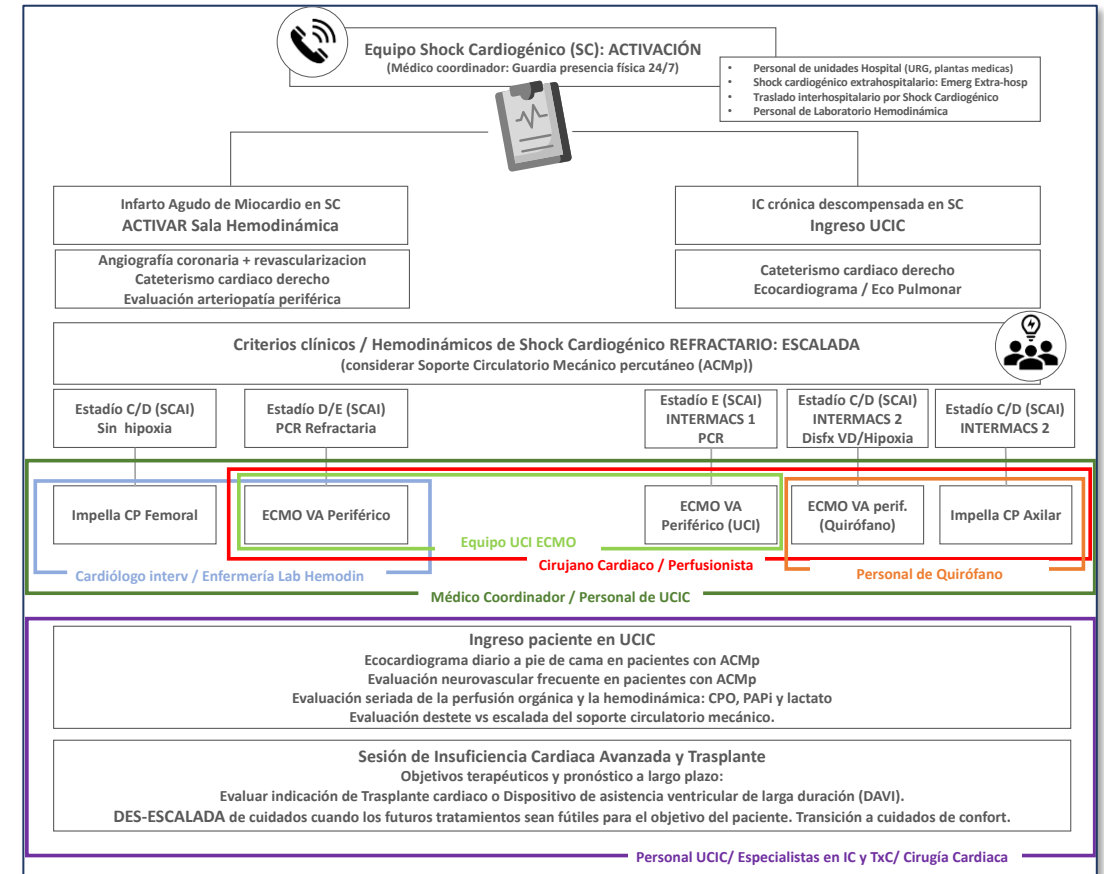 Equipo Shock Cardiogénico (SC): ACTIVACIÓN
(Médico coordinador: Guardia presencia física 24/7)
• Personal de unidades Hospital (URG, plantas medicas)
• Shock cardiogénico extrahospitalario: Emerg Extra-hosp
• Traslado interhospitalario por Shock Cardiogénico
• Personal de Laboratorio Hemodinámica
Infarto Agudo de Miocardio en SC
ACTIVAR Sala Hemodinámica
IC crónica descompensada en SC
Ingreso UCIC
Angiografía coronaria + revascularizacion
Cateterismo cardiaco derecho
Evaluación arteriopatía periférica
Cateterismo cardiaco derecho
Ecocardiograma / Eco Pulmonar
Criterios clínicos / Hemodinámicos de Shock Cardiogénico REFRACTARIO: ESCALADA
(considerar Soporte Circulatorio Mecánico percutáneo (ACMp))
Estadío C/D (SCAI)
Sin hipoxia
Estadío D/E (SCAI)
PCR Refractaria
Estadío E (SCAI)
INTERMACS 1
PCR
Estadío C/D (SCAI)
INTERMACS 2
Disfx VD/Hipoxia
Estadío C/D (SCAI)
INTERMACS 2
Impella CP Femoral
ECMO VA Periférico
ECMO VA
Periférico (UCI)
ECMO VA perif.
(Quirófano)
Impella CP Axilar
Equipo UCI ECMO
Cirujano Cardiaco / Perfusionista
Cardiólogo interv / Enfermería Lab Hemodin
Personal de Quirófano
Médico Coordinador / Personal de UCIC
Ingreso paciente en UCIC
Ecocardiograma diario a pie de cama en pacientes con ACMp
Evaluación neurovascular frecuente en pacientes con ACMp
Evaluación seriada de la perfusión orgánica y la hemodinámica: CPO, PAPi y lactato
Evaluación destete vs escalada del soporte circulatorio mecánico.
Sesión de Insuficiencia Cardiaca Avanzada y Trasplante
Objetivos terapéuticos y pronóstico a largo plazo:
Evaluar indicación de Trasplante cardiaco o Dispositivo de asistencia ventricular de larga duración (DAVI).
DES-ESCALADA de cuidados cuando los futuros tratamientos sean fútiles para el objetivo del paciente. Transición a cuidados de confort.
Personal UCIC/ Especialistas en IC y TxC/ Cirugía Cardiaca